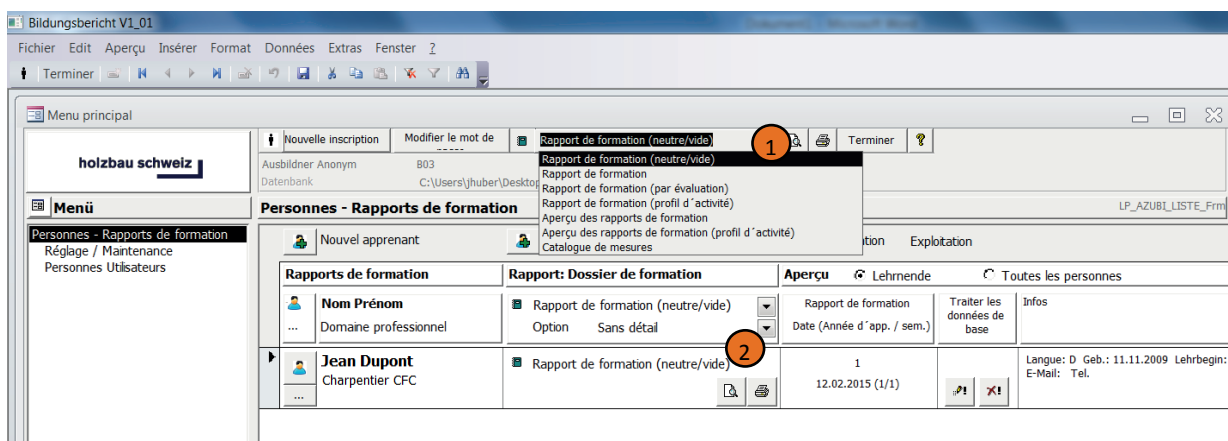 Bildungsbericht V1_01
Fichier Edit Aperçu Insérer Format Données Extras Fenster ?
Terminer
Menu principal
holzbau schweiz
Nouvelle inscription Modifier le mot de Rapport de formation (neutre/vide) 1 Terminer ?
Ausbildner Anonym B03
Datenbank C:\Users\jhuber\Desktop
Rapport de formation (neutre/vide)
Rapport de formation
Rapport de formation (par évaluation)
Rapport de formation (profil d´activité)
Aperçu des rapports de formation
Aperçu des rapports de formation (profil d´activité)
Catalogue de mesures
Menü
Personnes - Rapports de formation
Réglage / Maintenance
Personnes Utilsateurs
Personnes - Rapports de formation LP_AZUBI_LISTE_Frm
Nouvel apprenant Exploitation
Rapports de formation Rapport: Dossier de formation Aperçu Lehrnende Toutes les personnes
Nom Prénom Rapport de formation (neutre/vide) Rapport de formation Traiter les données de base Infos
... Domaine professionnel Option Sans détail Date (Année d´app. / sem.)
2
Jean Dupont Rapport de formation (neutre/vide) 1 Langue: D Geb.: 11.11.2009 Lehrbegin:
Charpentier CFC 12.02.2015 (1/1) E-Mail: Tel.
...